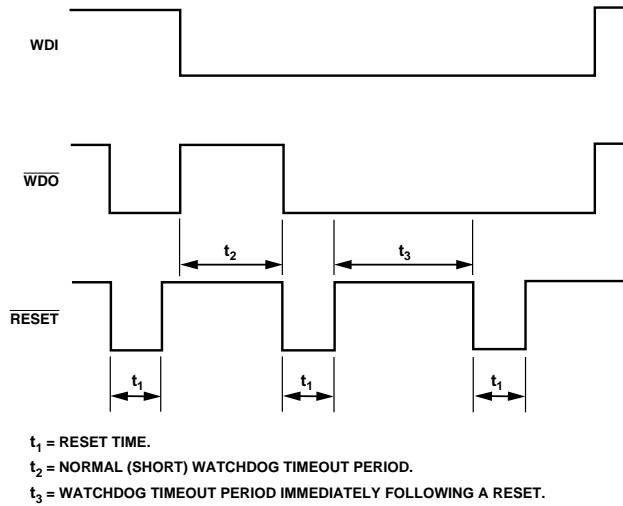 WDI
WDO
t2
t3
RESET
t1
t1
t1
t1 = RESET TIME.
t2 = NORMAL (SHORT) WATCHDOG TIMEOUT PERIOD.
t3 = WATCHDOG TIMEOUT PERIOD IMMEDIATELY FOLLOWING A RESET.